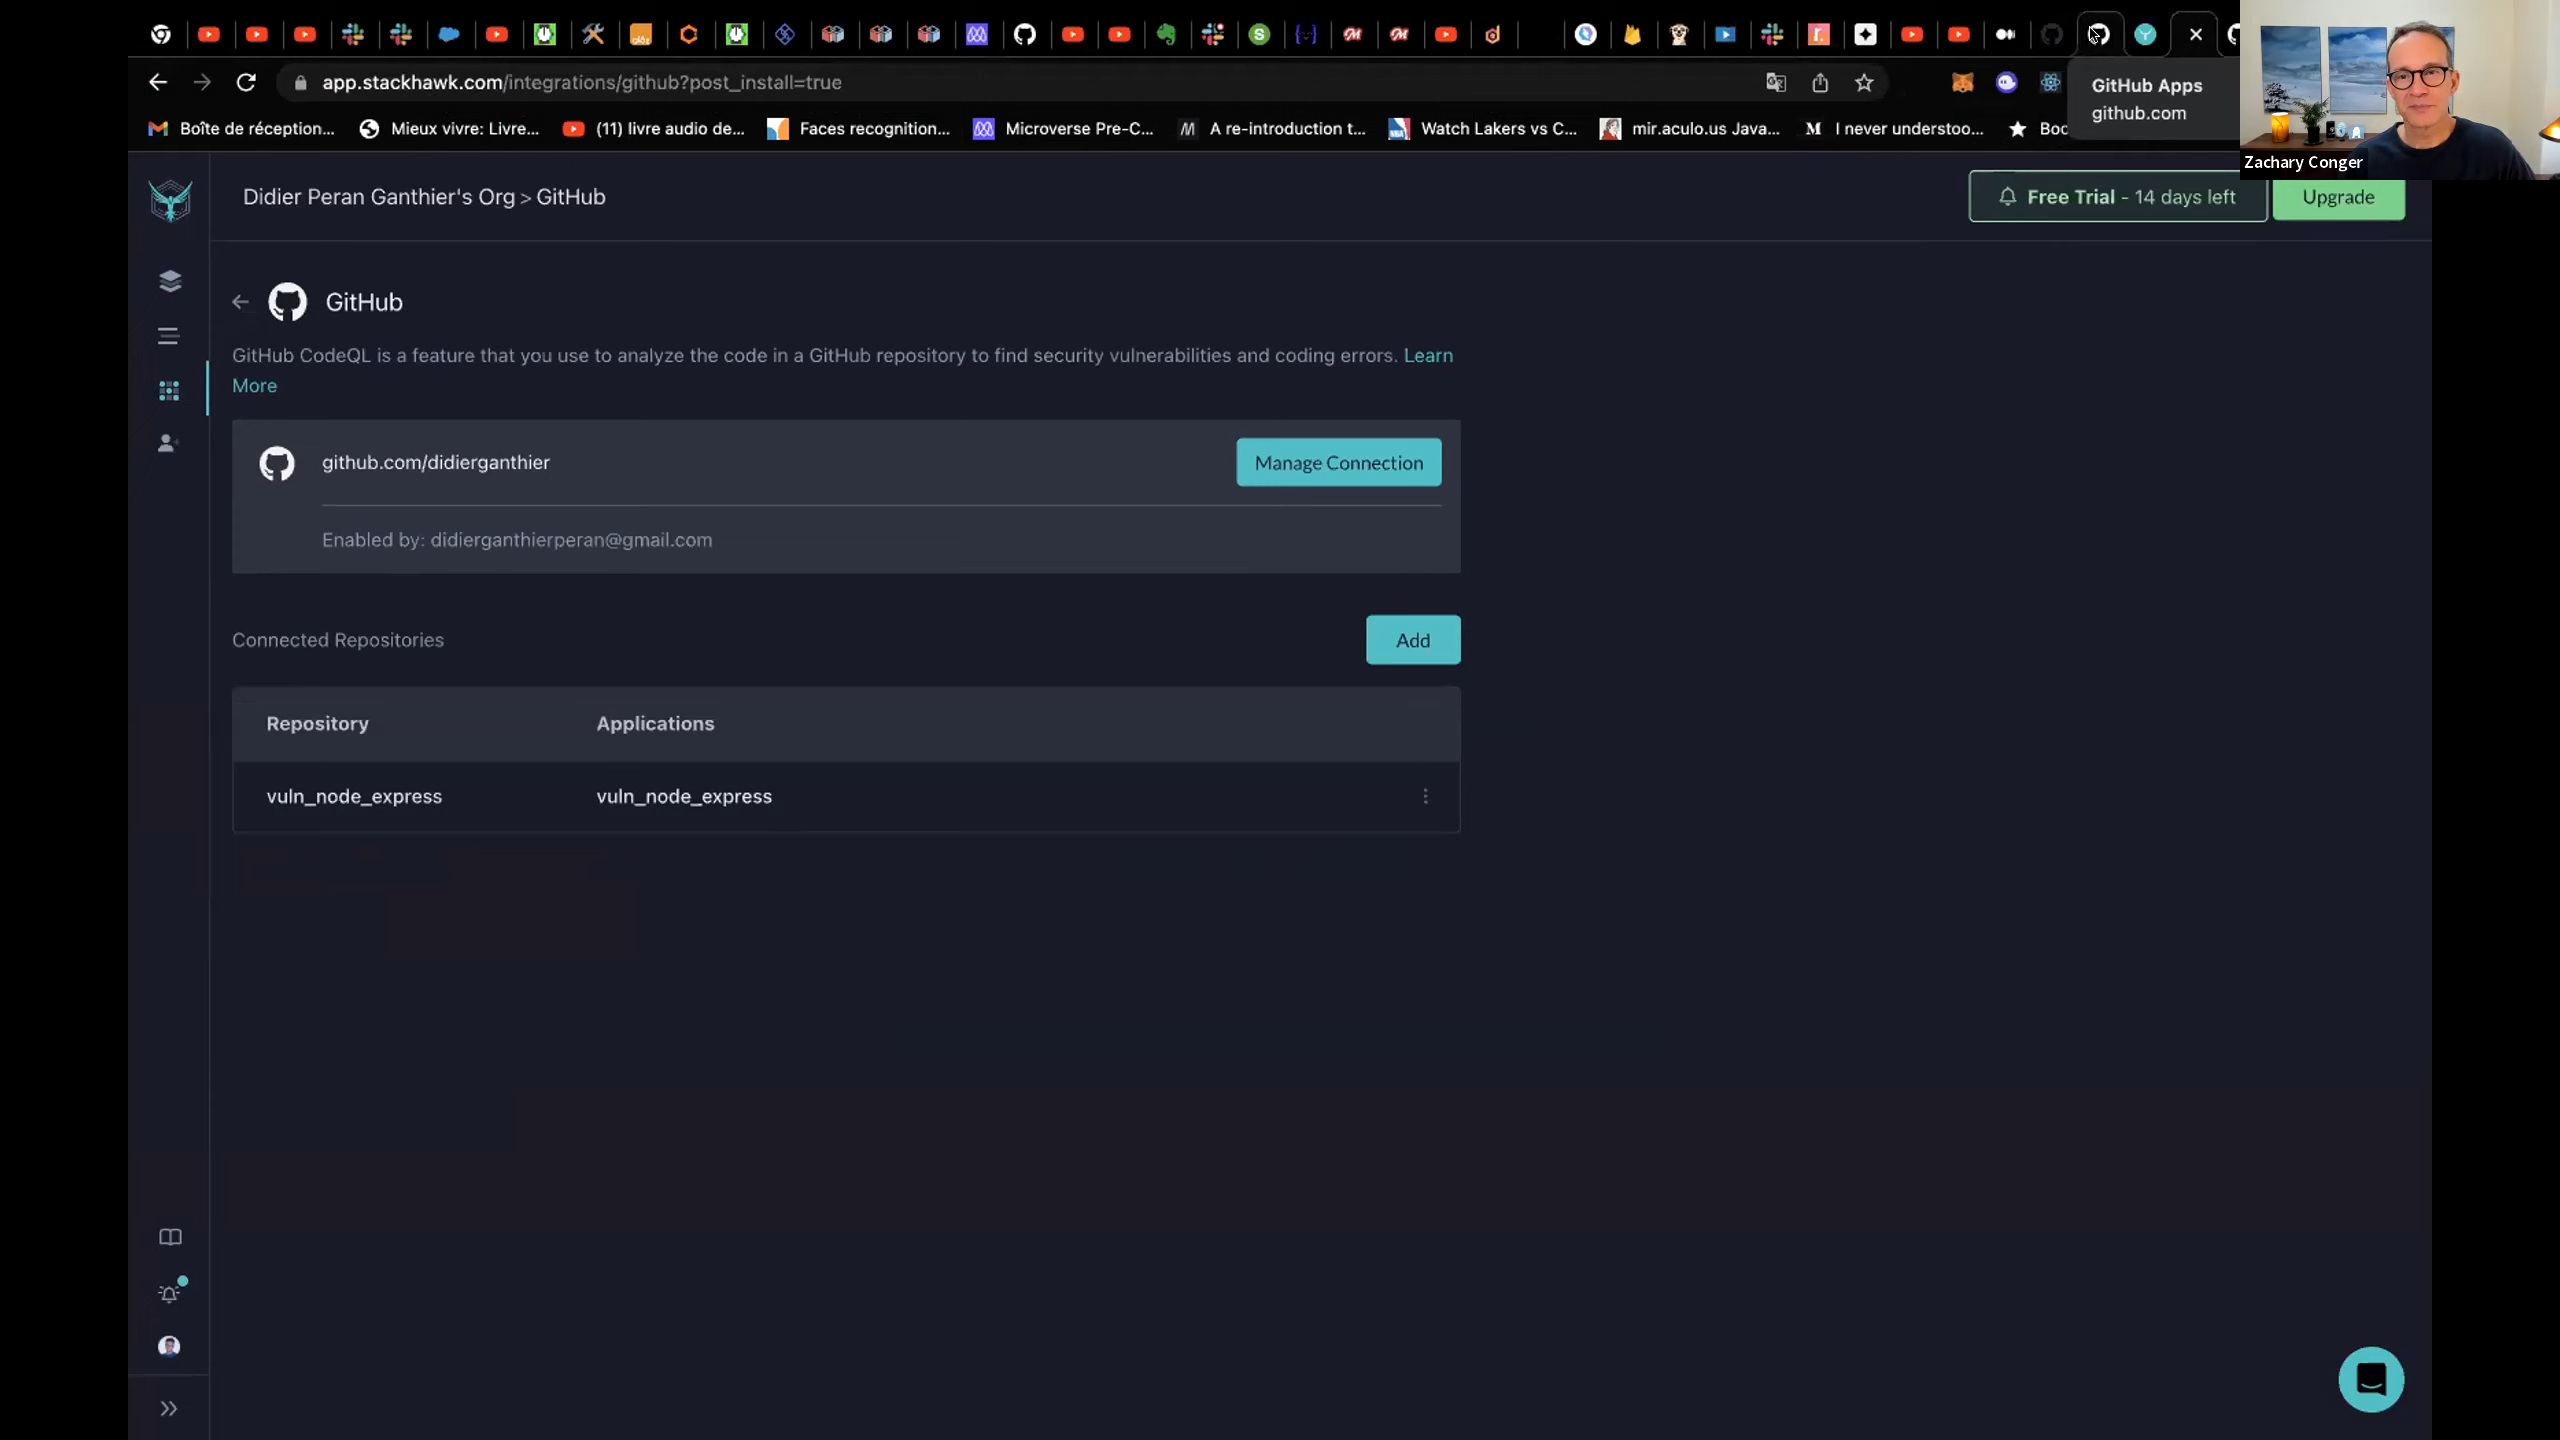 app.stackhawk.com/integrations/github?post_install=true
GitHub Apps
github.com
Boîte de réception...
Mieux vivre: Livre...
(11) livre audio de...
Faces recognition...
Microverse Pre-C...
A re-introduction t...
Watch Lakers vs C...
mir.aculo.us Java...
I never understoo...
Boo
Zachary Conger
Didier Peran Ganthier's Org > GitHub
Free Trial - 14 days left
Upgrade
GitHub
GitHub CodeQL is a feature that you use to analyze the code in a GitHub repository to find security vulnerabilities and coding errors. Learn
More
github.com/didierganthier
Manage Connection
Enabled by: didierganthierperan@gmail.com
Connected Repositories
Add
Repository
Applications
vuln_node_express
vuln_node_express